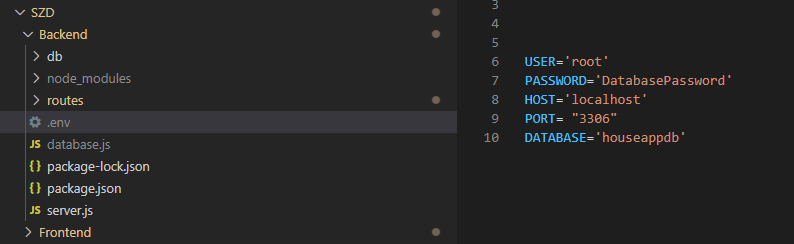 SZD
Backend
db
node_modules
routes
.env
JS database.js
{} package-lock.json
{} package.json
JS server.js
Frontend
3
4
5
6 USER='root'
7 PASSWORD='DatabasePassword'
8 HOST='localhost'
9 PORT= "3306"
10 DATABASE='houseappdb'